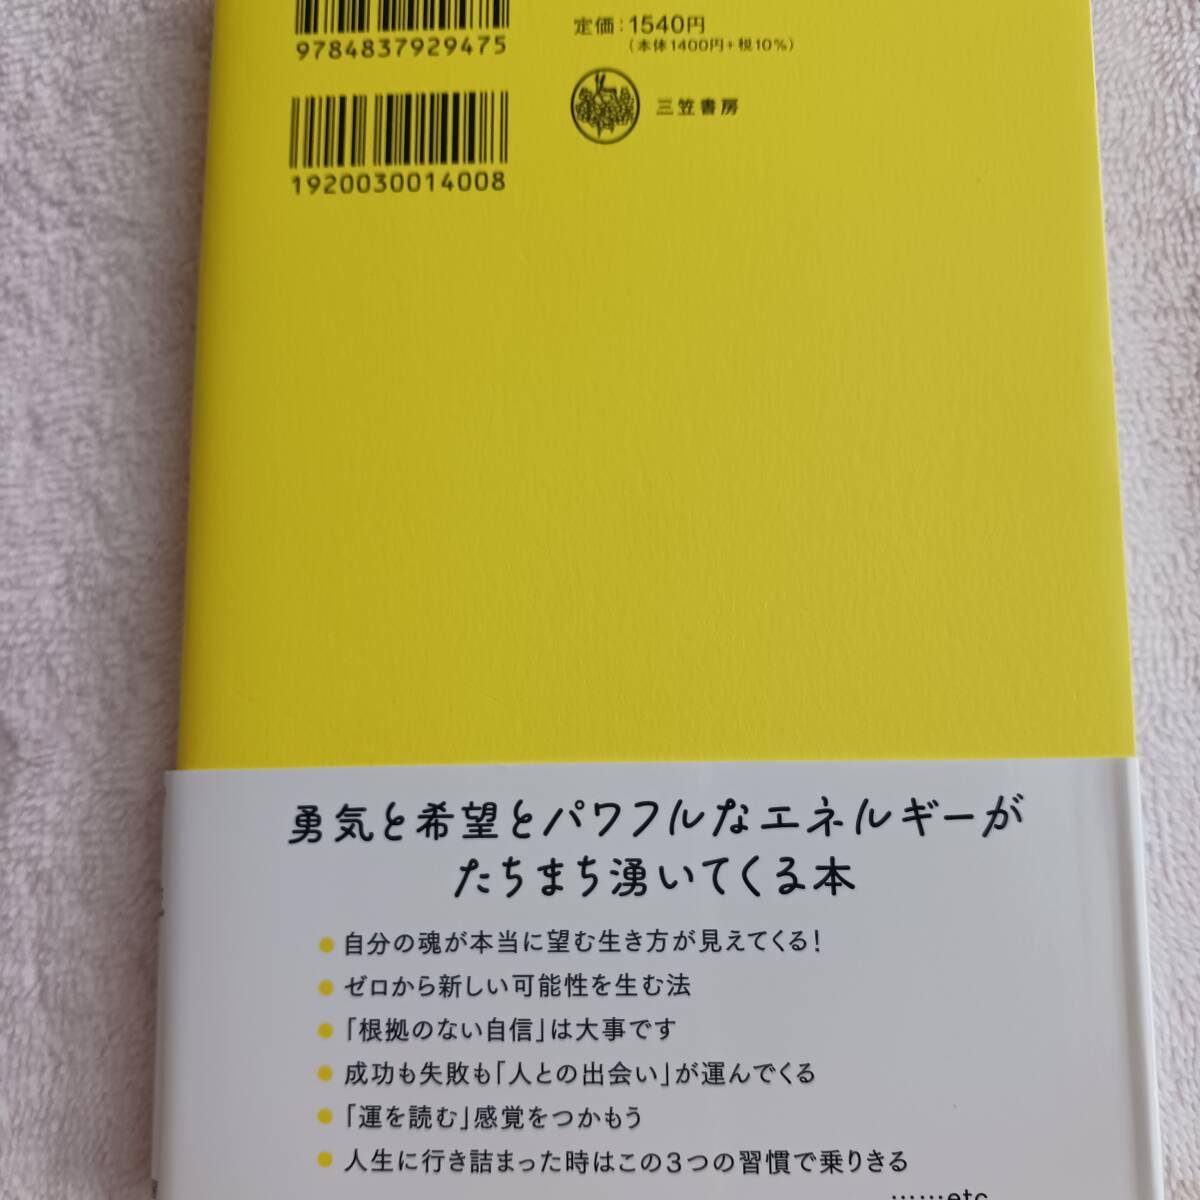 9784837929475
定価:1540円
(本体1400円+税10%)
三笠書房
1920030014008
勇気と希望とパワフルなエネルギーが
たちまち湧いてくる本
● 自分の魂が本当に望む生き方が見えてくる!
● ゼロから新しい可能性を生む法
● 「根拠のない自信」は大事です
● 成功も失敗も「人との出会い」が運んでくる
● 「運を読む」感覚をつかもう
● 人生に行き詰まった時はこの3つの習慣で乗りきる
……etc.